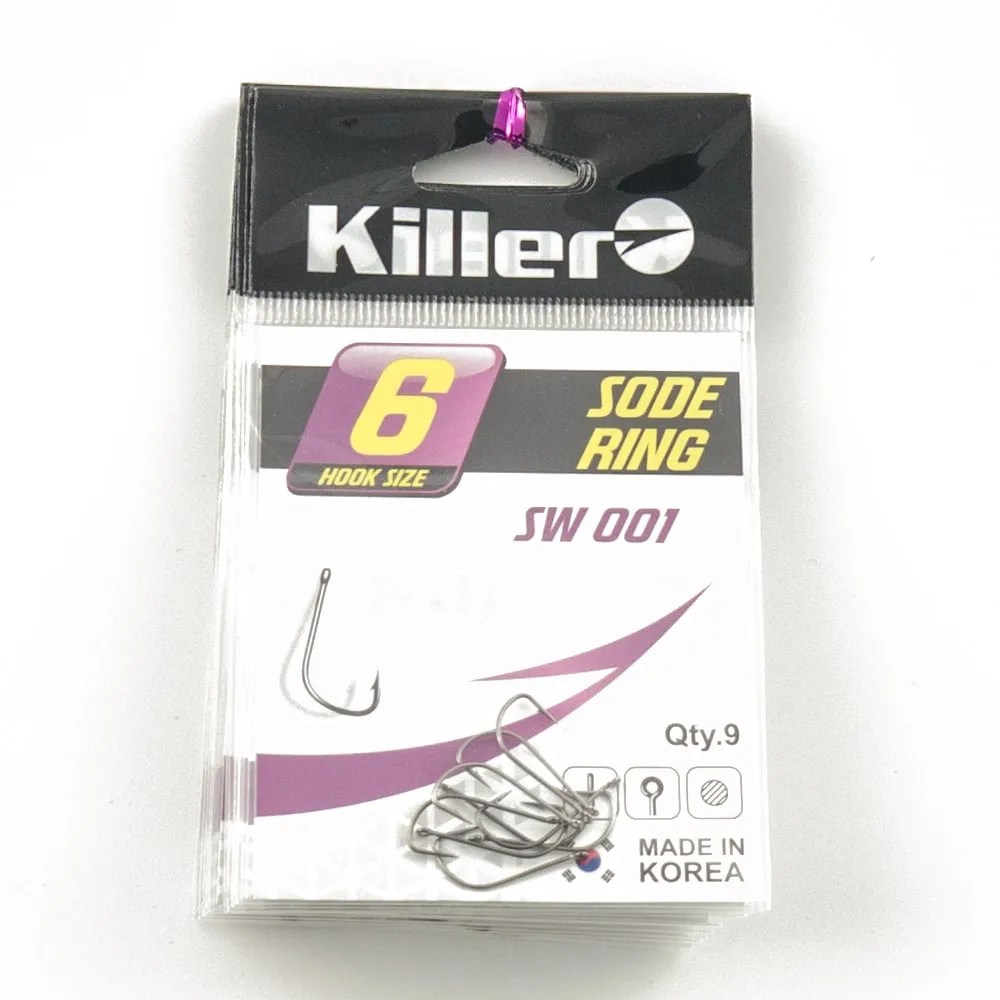 Killer
6
HOOK SIZE
SODE
RING
SW 001
Qty.9
MADE IN
KOREA